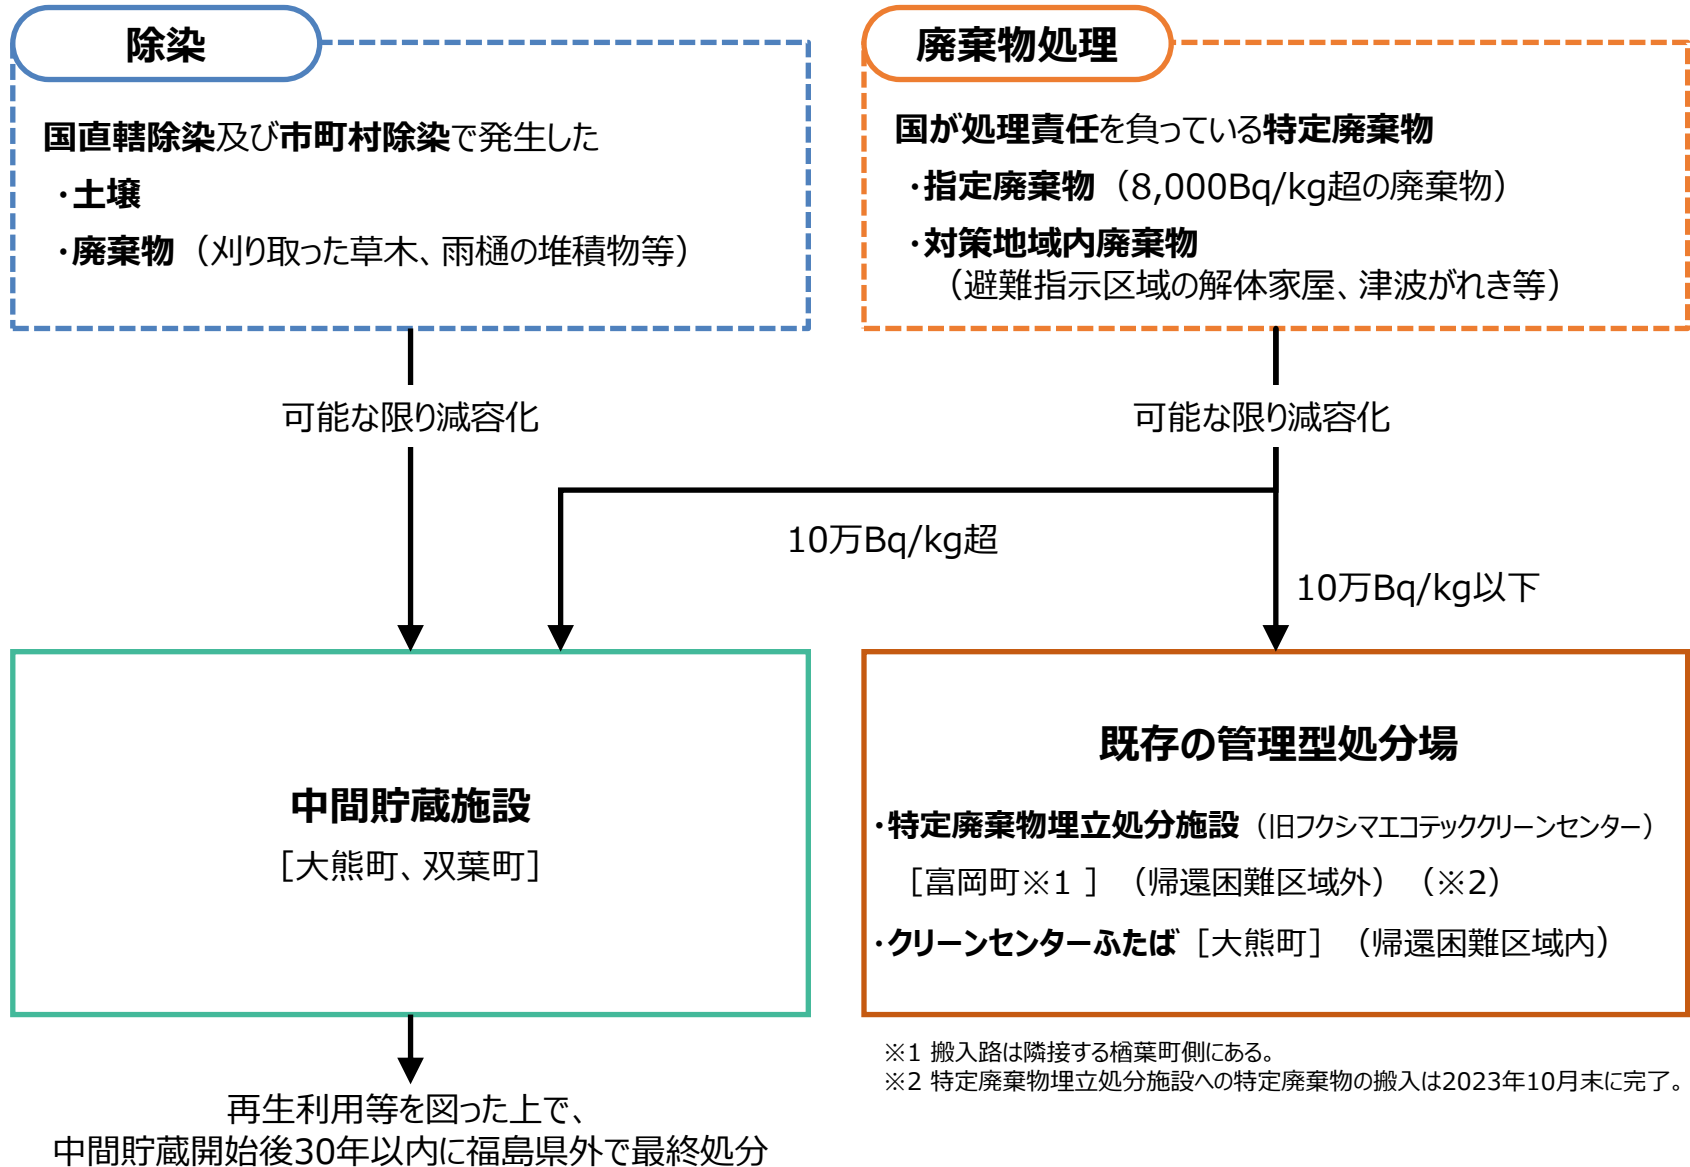 除染
国直轄除染及び市町村除染で発生した
・土壌
・廃棄物（刈り取った草木、雨樋の堆積物等）
廃棄物処理
国が処理責任を負っている特定廃棄物
・指定廃棄物（8,000Bq/kg超の廃棄物）
・対策地域内廃棄物
（避難指示区域の解体家屋、津波がれき等）
可能な限り減容化
可能な限り減容化
10万Bq/kg超
10万Bq/kg以下
中間貯蔵施設
［大熊町、双葉町］
既存の管理型処分場
・特定廃棄物埋立処分施設（旧フクシマエコテッククリーンセンター）
［富岡町※1 ］（帰還困難区域外）（※2）
・クリーンセンターふたば［大熊町］（帰還困難区域内）
※1 搬入路は隣接する楢葉町側にある。
※2 特定廃棄物埋立処分施設への特定廃棄物の搬入は2023年10月末に完了。
再生利用等を図った上で、
中間貯蔵開始後30年以内に福島県外で最終処分